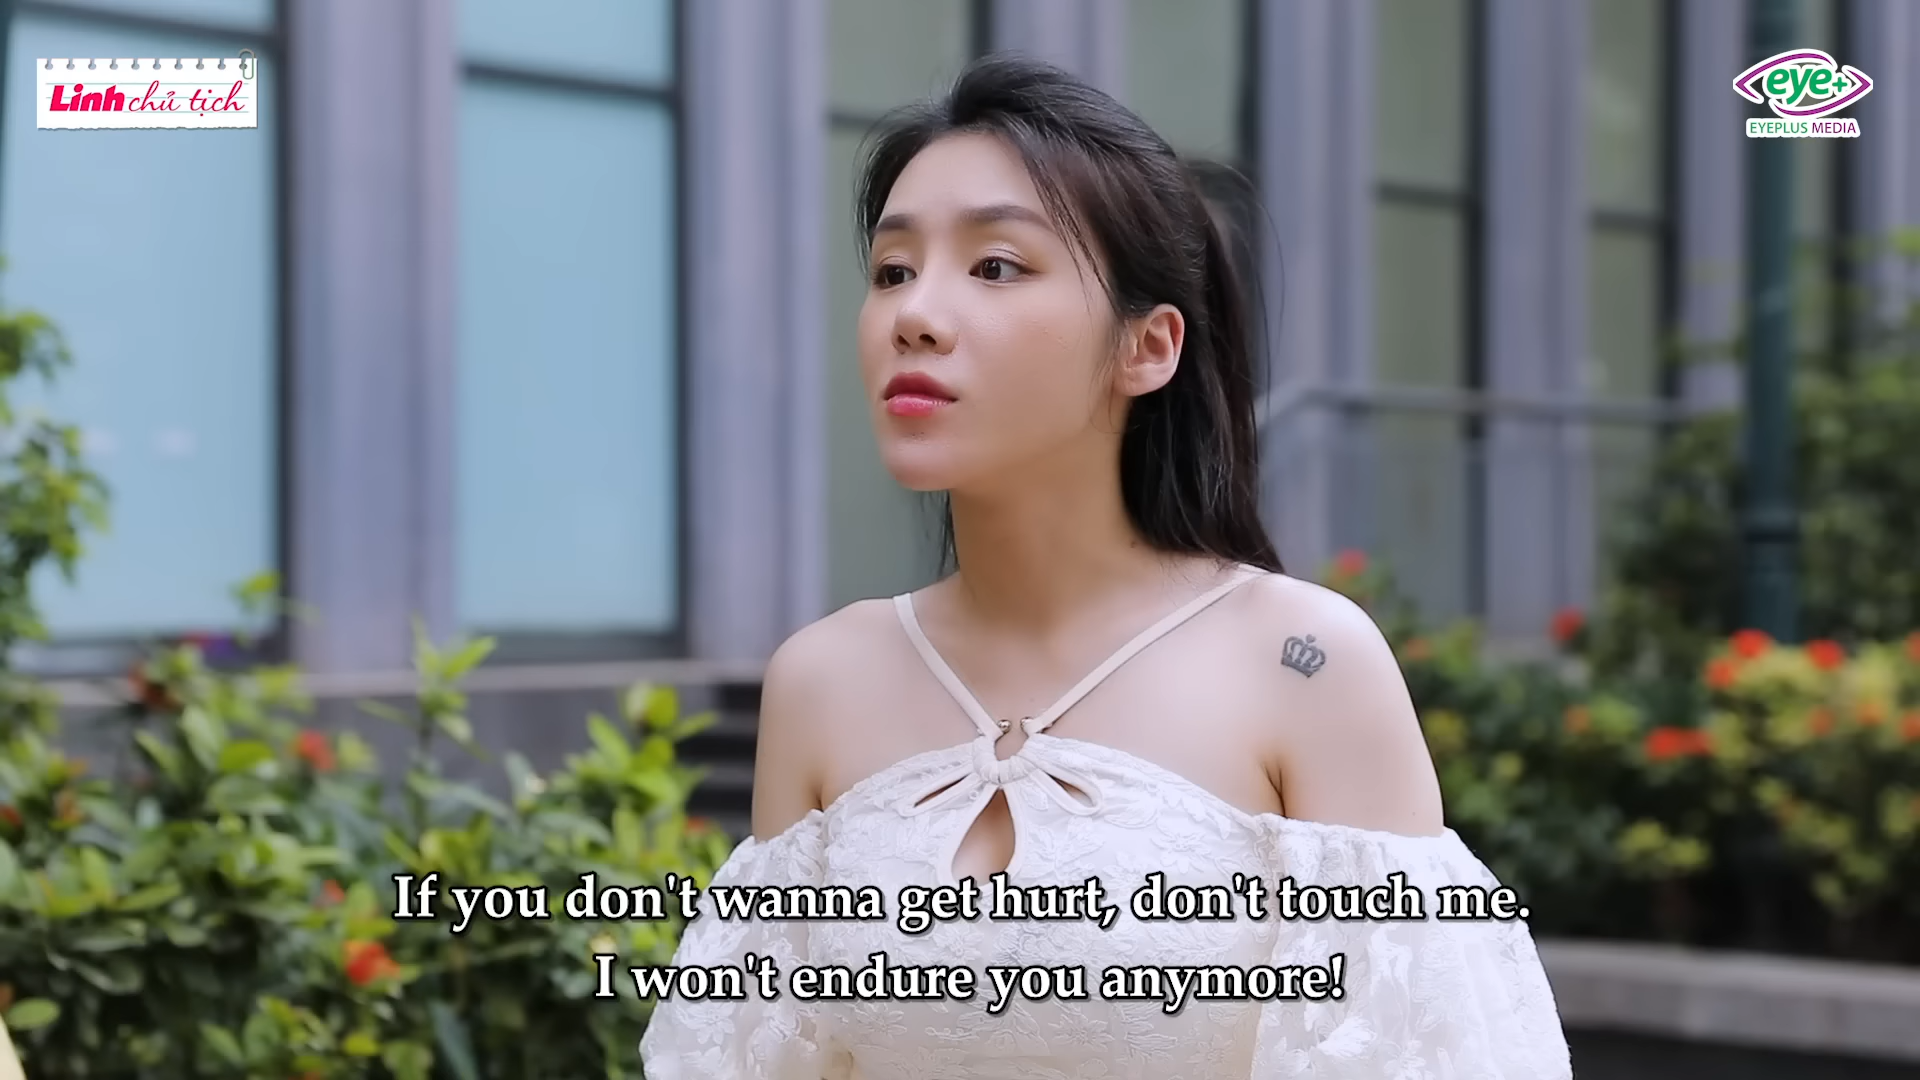 Linh chủ tịch
eye+
EYEPLUS MEDIA
If you don't wanna get hurt, don't touch me.
I won't endure you anymore!